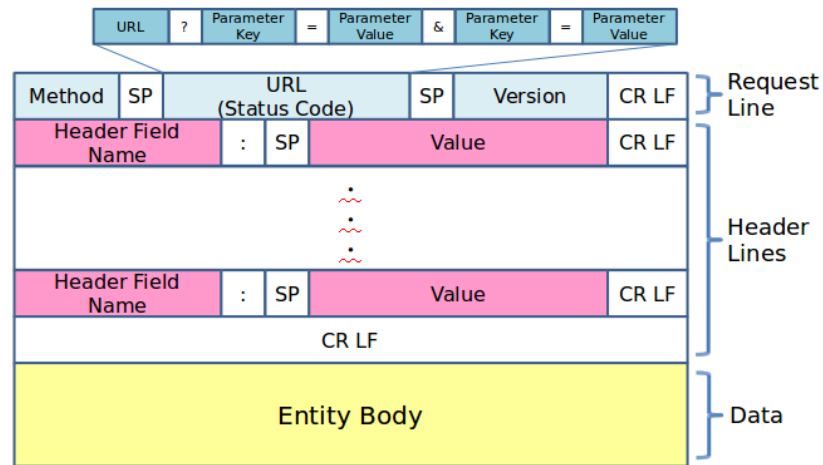 URL ? Parameter Key = Parameter Value & Parameter Key = Parameter Value
Method SP URL (Status Code) SP Version CR LF
Request Line
Header Field Name : SP Value CR LF
.
.
.
Header Lines
Header Field Name : SP Value CR LF
CR LF
Entity Body
Data